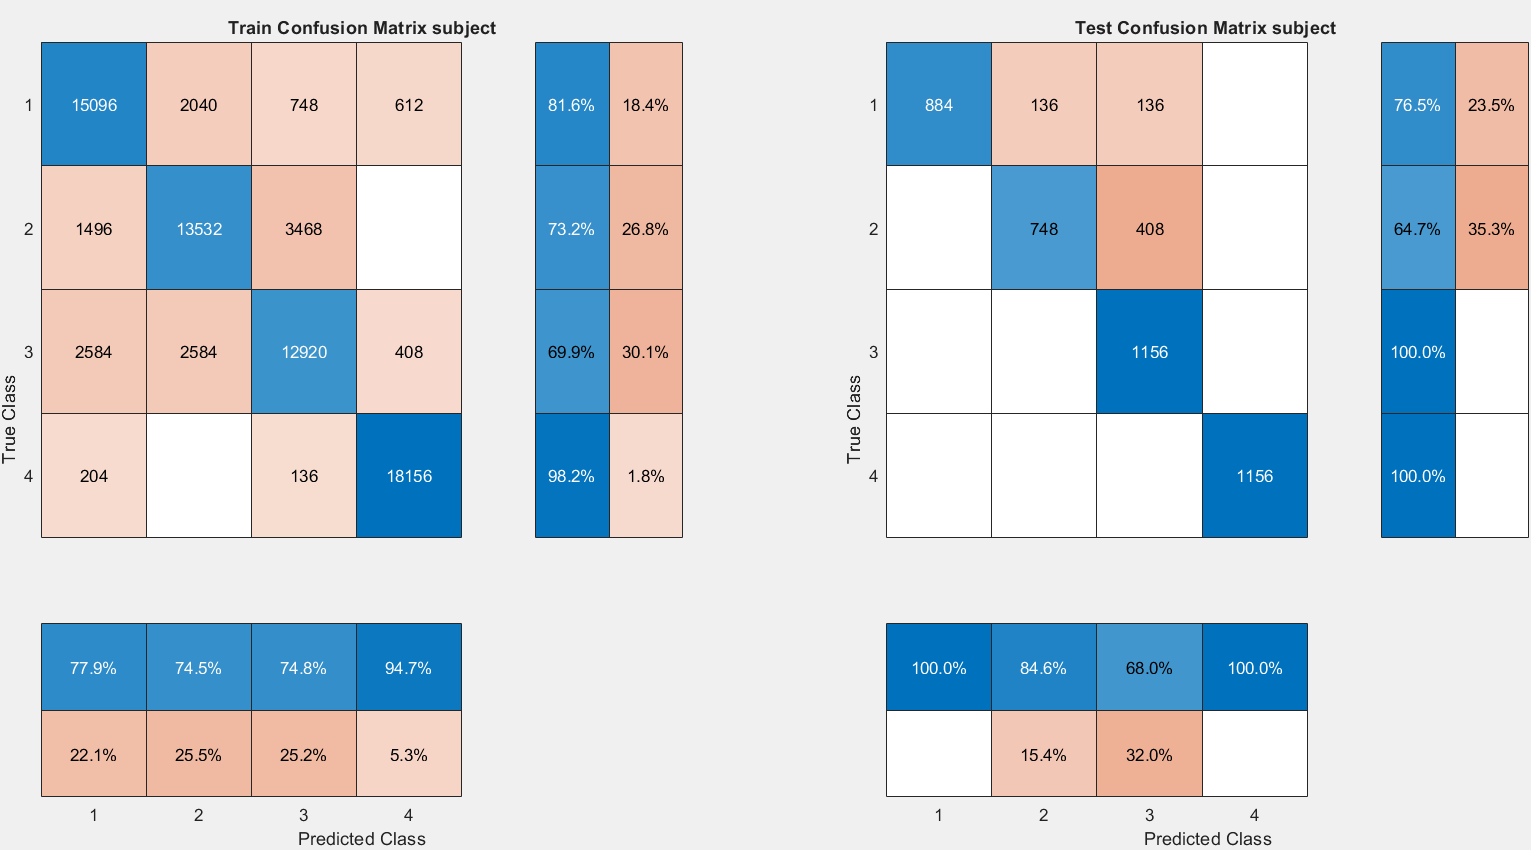 Train Confusion Matrix subject
1 15096 2040 748 612 81.6% 18.4%
2 1496 13532 3468 73.2% 26.8%
3 2584 2584 12920 408 69.9% 30.1%
4 204 136 18156 98.2% 1.8%
True Class
77.9% 74.5% 74.8% 94.7%
22.1% 25.5% 25.2% 5.3%
1 2 3 4
Predicted Class
Test Confusion Matrix subject
1 884 136 136 76.5% 23.5%
2 748 408 64.7% 35.3%
3 1156 100.0%
4 1156 100.0%
True Class
100.0% 84.6% 68.0% 100.0%
15.4% 32.0%
1 2 3 4
Predicted Class